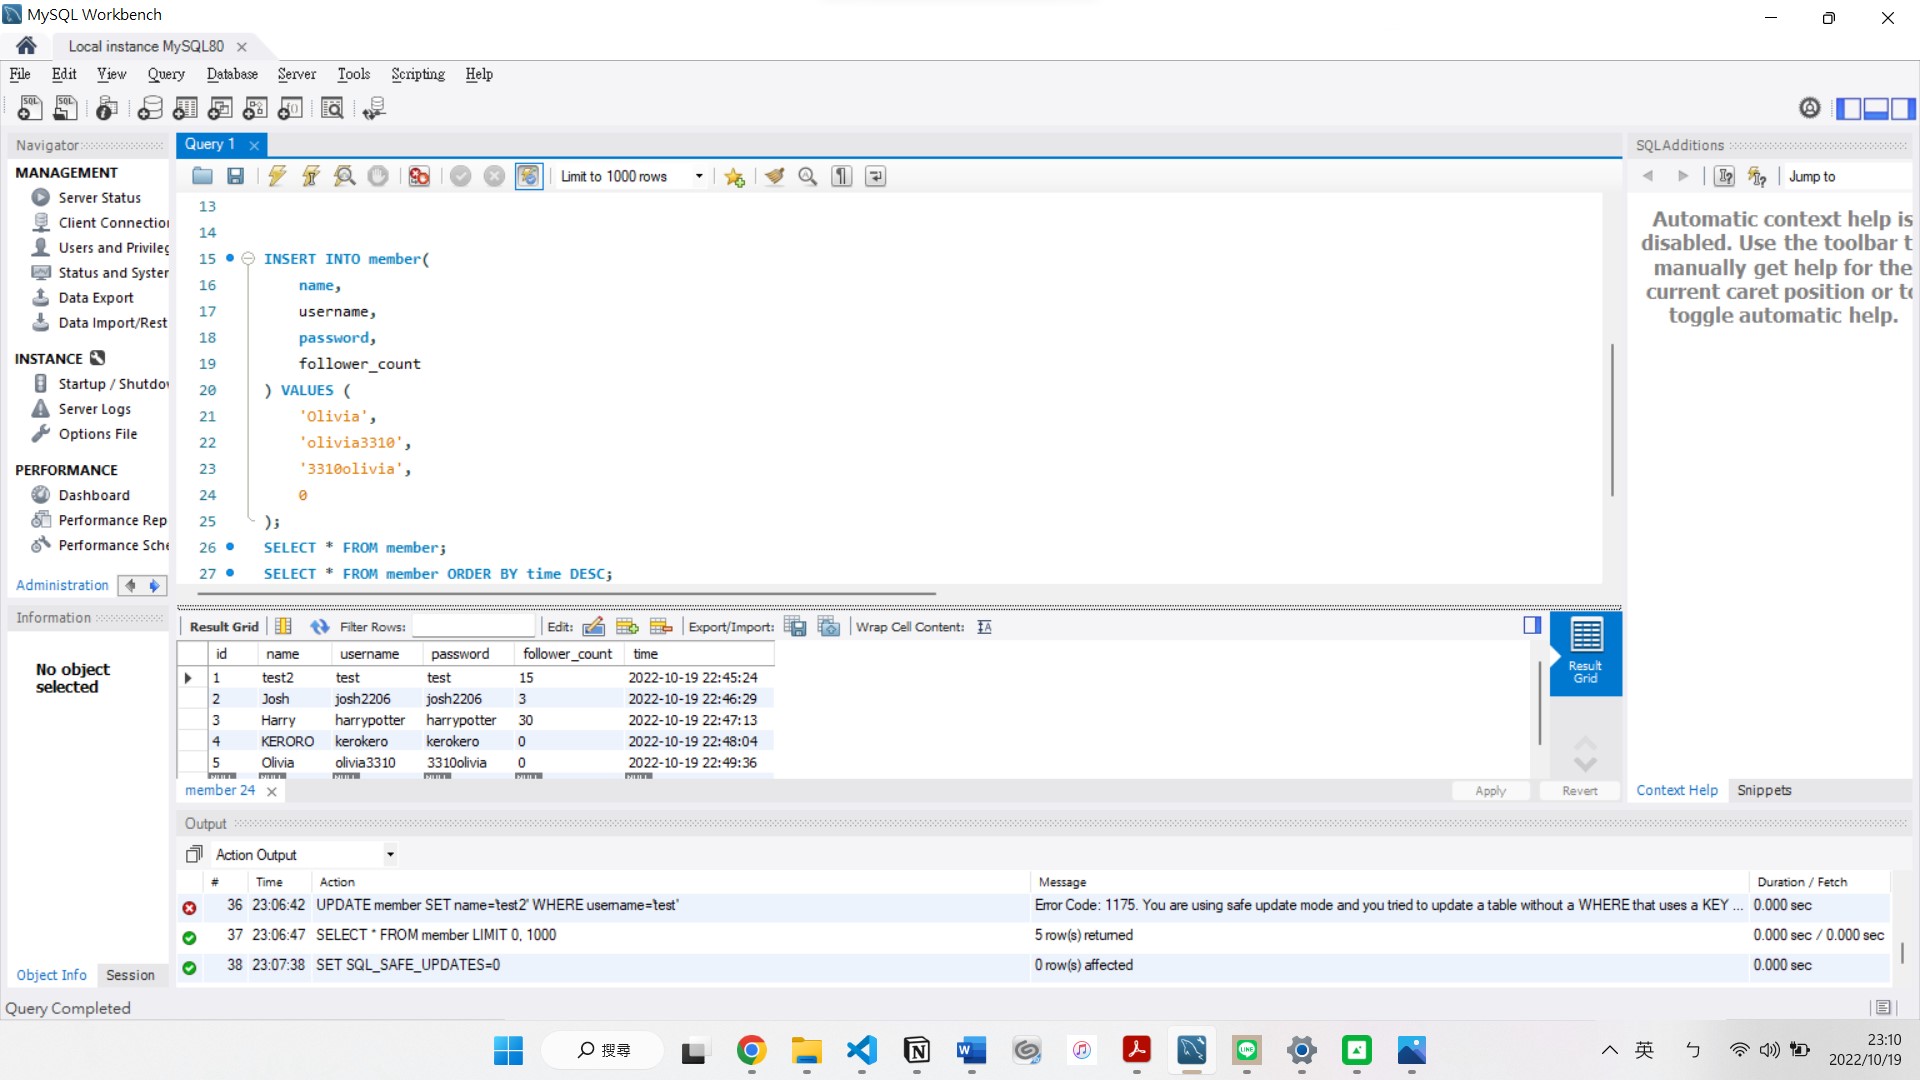 MySQL Workbench
Local instance MySQL80
File Edit View Query Database Server Tools Scripting Help
Navigator
MANAGEMENT
Server Status
Client Connectio
Users and Privileg
Status and Syster
Data Export
Data Import/Rest
INSTANCE
Startup / Shutdo
Server Logs
Options File
PERFORMANCE
Dashboard
Performance Rep
Performance Sche
Administration
Information
No object
selected
Object Info Session
Query 1
Limit to 1000 rows
13
14
15 INSERT INTO member(
16 name,
17 username,
18 password,
19 follower_count
20 ) VALUES (
21 'Olivia',
22 'olivia3310',
23 '3310olivia',
24 0
25 );
26 SELECT * FROM member;
27 SELECT * FROM member ORDER BY time DESC;
Result Grid Filter Rows: Edit: Export/Import: Wrap Cell Content:
id name username password follower_count time
1 test2 test test 15 2022-10-19 22:45:24
2 Josh josh2206 josh2206 3 2022-10-19 22:46:29
3 Harry harrypotter harrypotter 30 2022-10-19 22:47:13
4 KERORO kerokero kerokero 0 2022-10-19 22:48:04
5 Olivia olivia3310 3310olivia 0 2022-10-19 22:49:36
NULL NULL NULL NULL NULL
Result
Grid
member 24
Apply Revert
SQLAdditions
Jump to
Automatic context help is
disabled. Use the toolbar t
manually get help for the
current caret position or to
toggle automatic help.
Context Help Snippets
Output
Action Output
# Time Action Message Duration / Fetch
36 23:06:42 UPDATE member SET name='test2' WHERE username='test' Error Code: 1175. You are using safe update mode and you tried to update a table without a WHERE that uses a KEY ... 0.000 sec
37 23:06:47 SELECT * FROM member LIMIT 0, 1000 5 row(s) returned 0.000 sec / 0.000 sec
38 23:07:38 SET SQL_SAFE_UPDATES=0 0 row(s) affected 0.000 sec
Query Completed
搜尋
英 ㄅ
23:10
2022/10/19